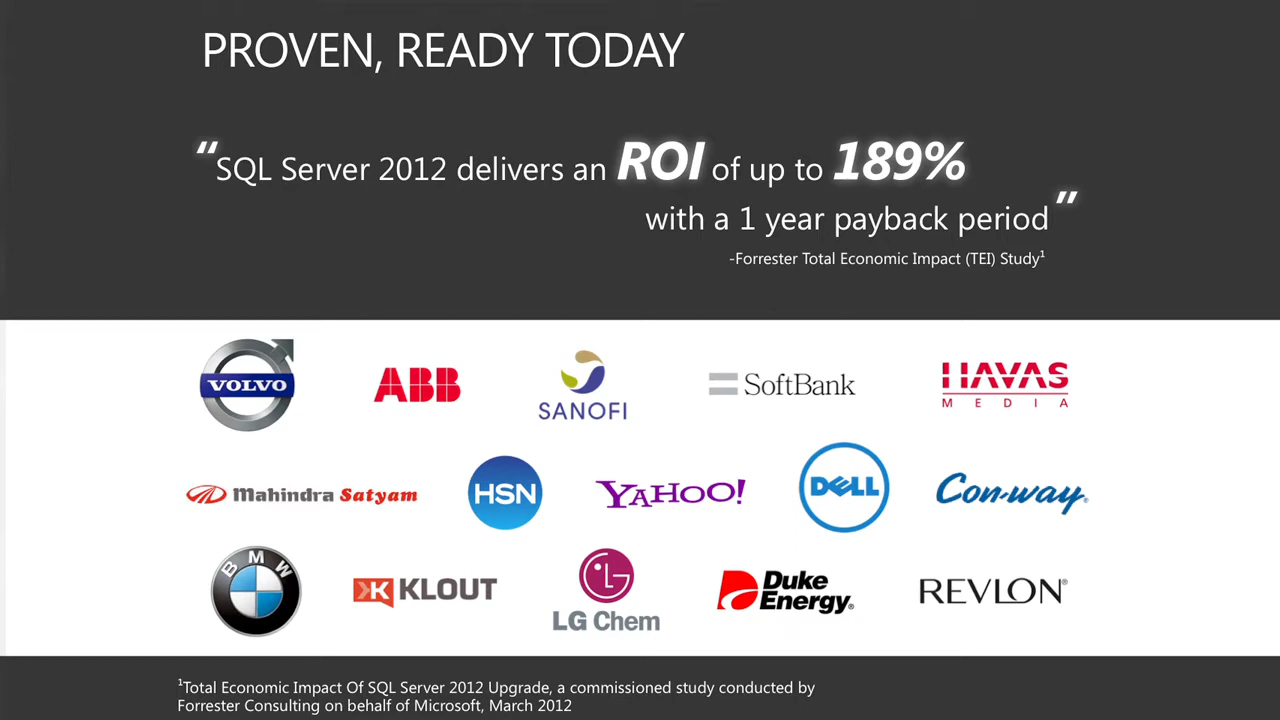 PROVEN, READY TODAY
“SQL Server 2012 delivers an ROI of up to 189%
with a 1 year payback period”
-Forrester Total Economic Impact (TEI) Study¹
VOLVO
ABB
SANOFI
SoftBank
HAVAS
MEDIA
Mahindra Satyam
HSN
YAHOO!
DELL
Con-way®
BMW
KLOUT
LG Chem
Duke
Energy®
REVLON®
¹Total Economic Impact Of SQL Server 2012 Upgrade, a commissioned study conducted by
Forrester Consulting on behalf of Microsoft, March 2012